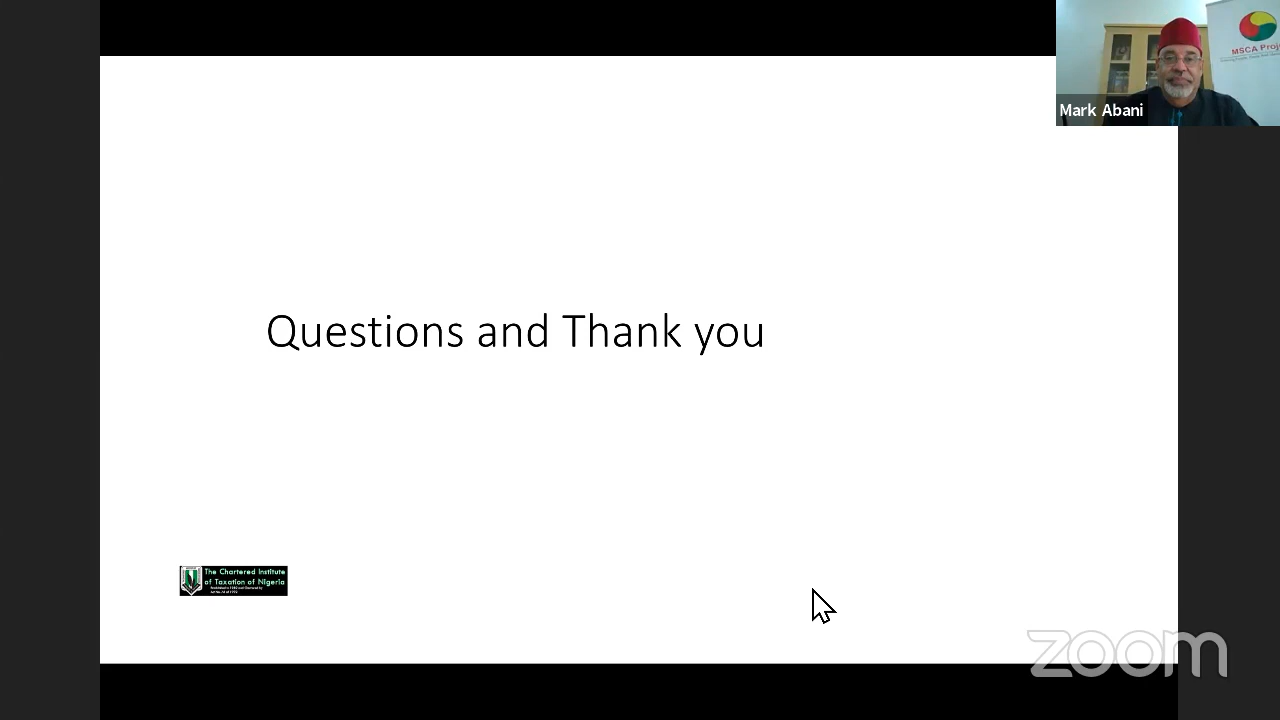 MSCA Proj
Mark Abani
Questions and Thank you
The Chartered Institute
of Taxation of Nigeria
zoom